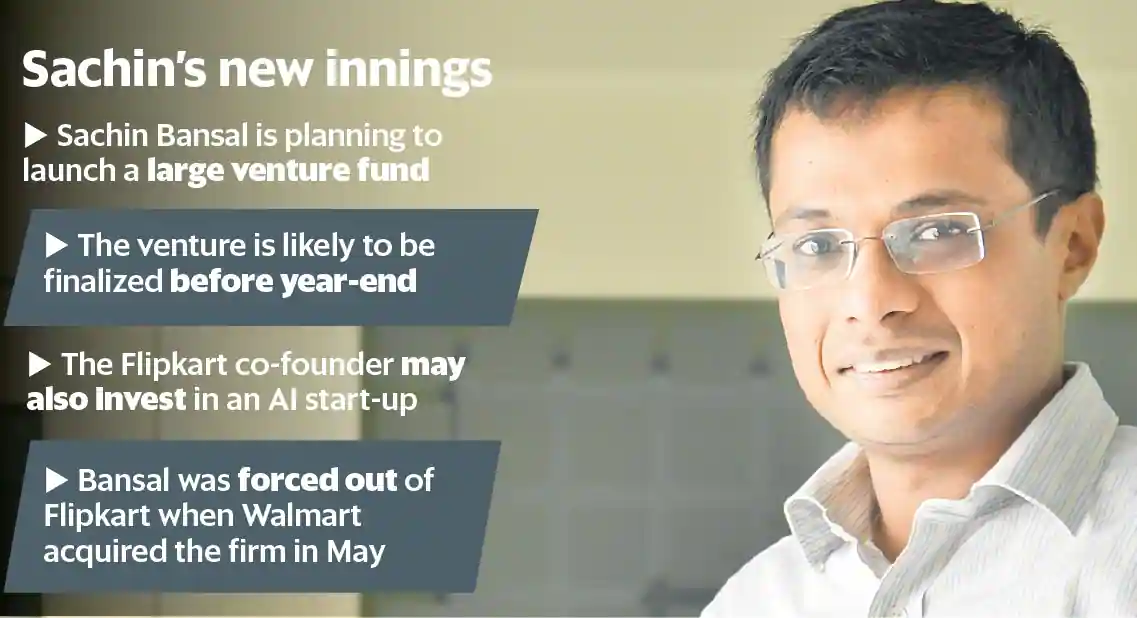 Sachin's new innings
▶ Sachin Bansal is planning to
launch a large venture fund
▶ The venture is likely to be
finalized before year-end
▶ The Flipkart co-founder may
also invest in an AI start-up
▶ Bansal was forced out of
Flipkart when Walmart
acquired the firm in May